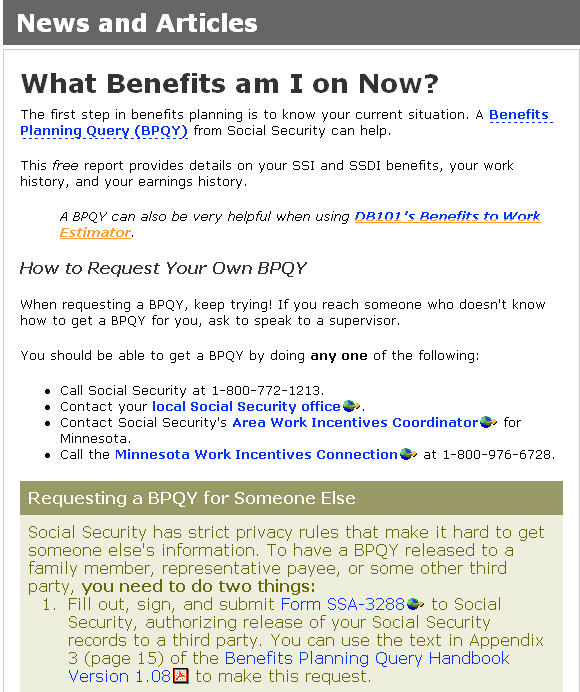 News and Articles
What Benefits am I on Now?
The first step in benefits planning is to know your current situation. A Benefits
Planning Query (BPQY) from Social Security can help.
This free report provides details on your SSI and SSDI benefits, your work
history, and your earnings history.
A BPQY can also be very helpful when using DB101's Benefits to Work
Estimator.
How to Request Your Own BPQY
When requesting a BPQY, keep trying! If you reach someone who doesn't know
how to get a BPQY for you, ask to speak to a supervisor.
You should be able to get a BPQY by doing any one of the following:
• Call Social Security at 1-800-772-1213.
• Contact your local Social Security office.
• Contact Social Security's Area Work Incentives Coordinator for
Minnesota.
• Call the Minnesota Work Incentives Connection at 1-800-976-6728.
Requesting a BPQY for Someone Else
Social Security has strict privacy rules that make it hard to get
someone else's information. To have a BPQY released to a
family member, representative payee, or some other third
party, you need to do two things:
1. Fill out, sign, and submit Form SSA-3288 to Social
Security, authorizing release of your Social Security
records to a third party. You can use the text in Appendix
3 (page 15) of the Benefits Planning Query Handbook
Version 1.08 to make this request.